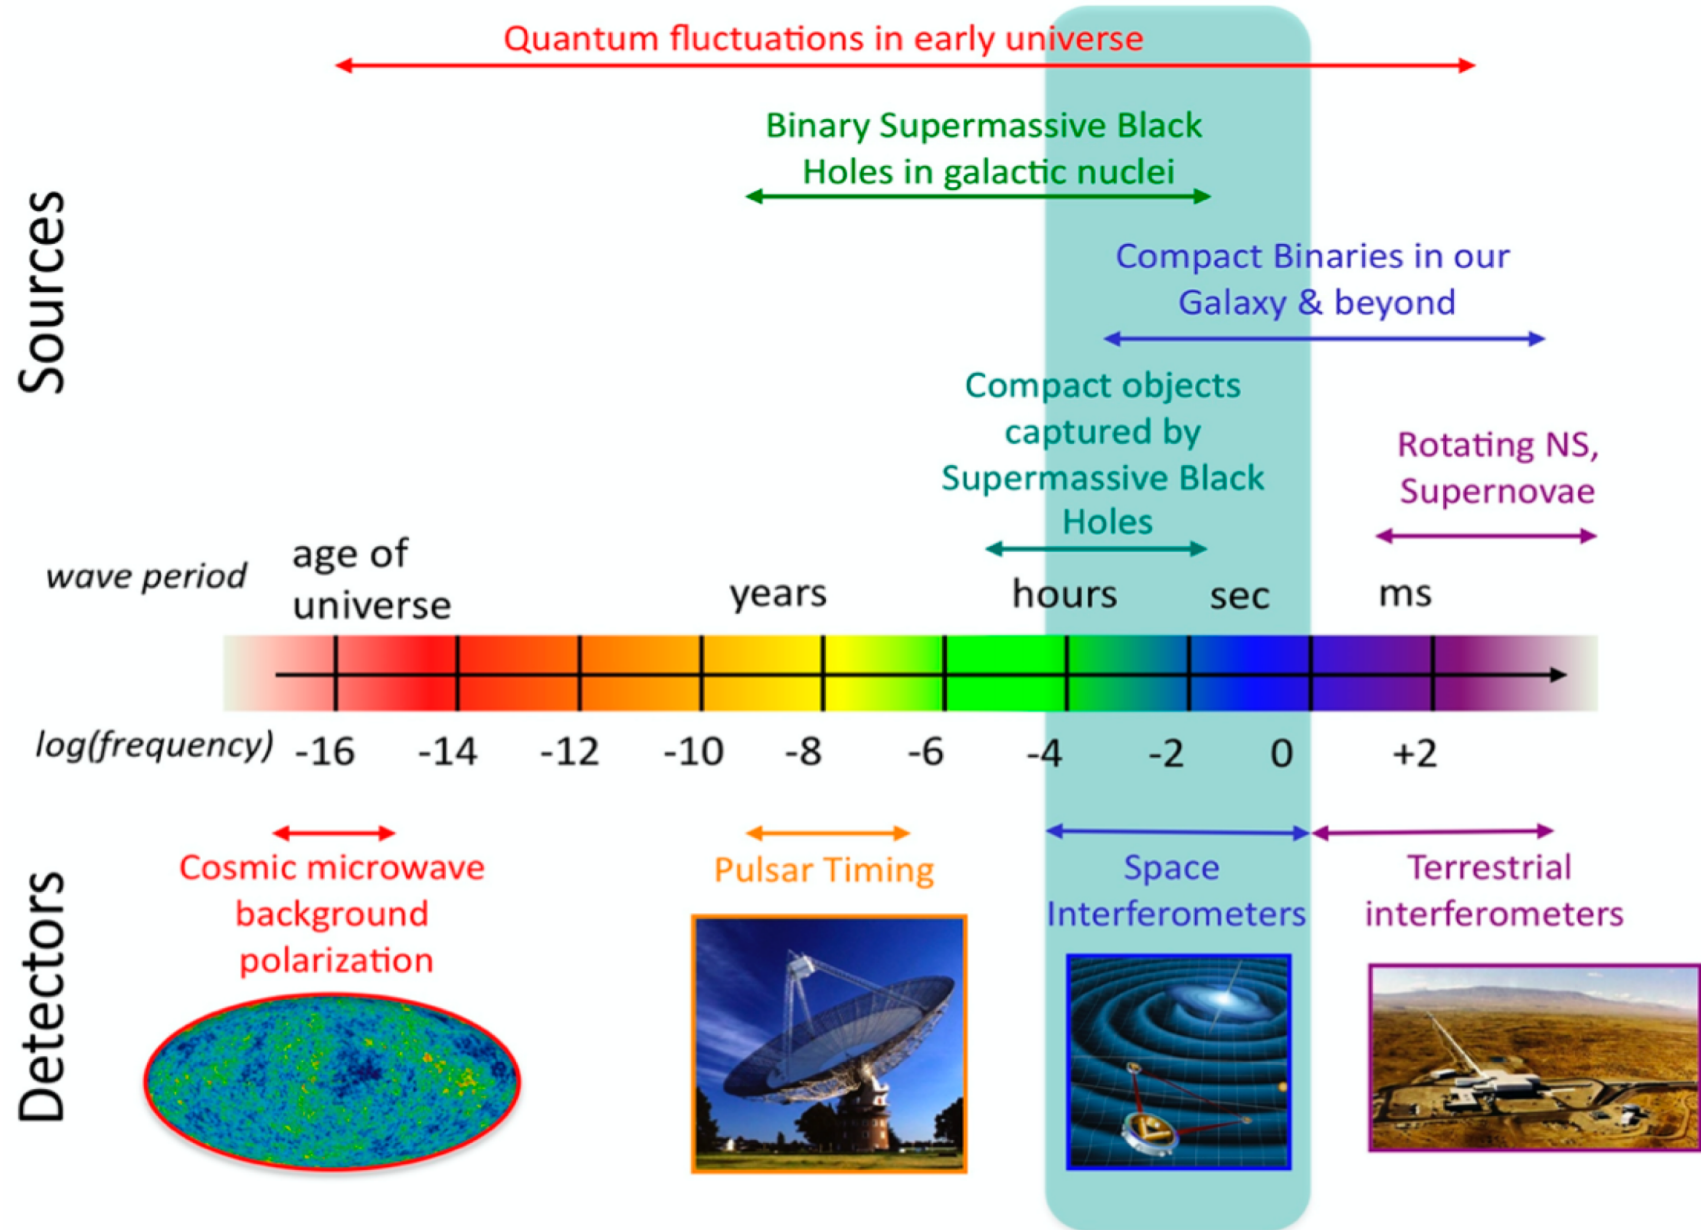 Quantum fluctuations in early universe
Binary Supermassive Black
Holes in galactic nuclei
Compact Binaries in our
Galaxy & beyond
Compact objects
captured by
Supermassive Black
Holes
Rotating NS,
Supernovae
Sources
wave period
age of
universe
years
hours
sec
ms
log(frequency) -16 -14 -12 -10 -8 -6 -4 -2 0 +2
Detectors
Cosmic microwave
background
polarization
Pulsar Timing
Space
Interferometers
Terrestrial
interferometers